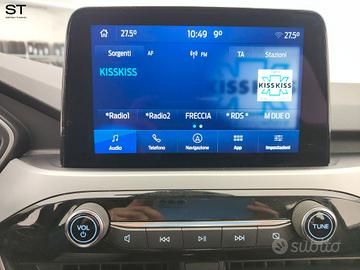 ST
27.5°
10:49
9°
27.5°
Sorgenti
AF
FM
TA
Stazioni
KISSKISS
KISSKISS
*Radio1
*Radio2
FRECCIA
*RDS*
M DUE O
Audio
Telefono
Navigazione
App
Impostazioni
VOL
TUNE
subito